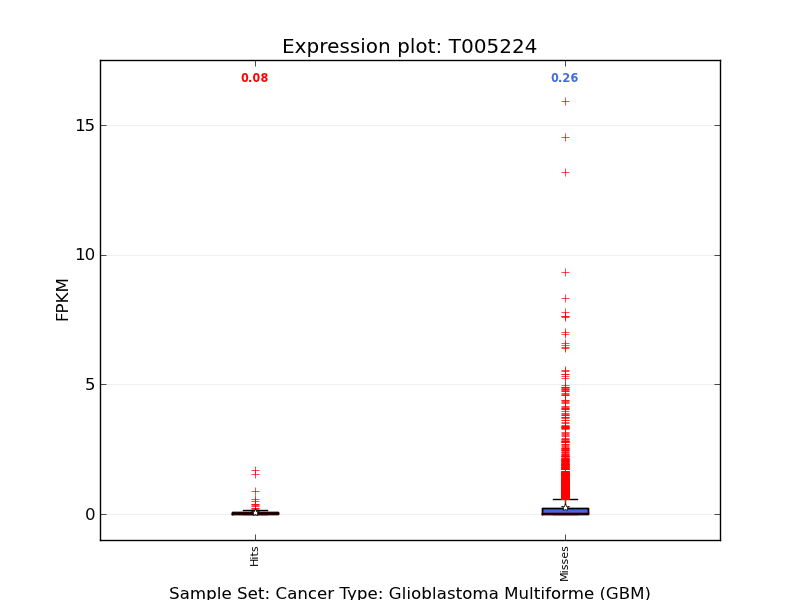 Expression plot: T005224
0.08
0.26
15
10
5
0
FPKM
Hits
Misses
Sample Set: Cancer Type: Glioblastoma Multiforme (GBM)